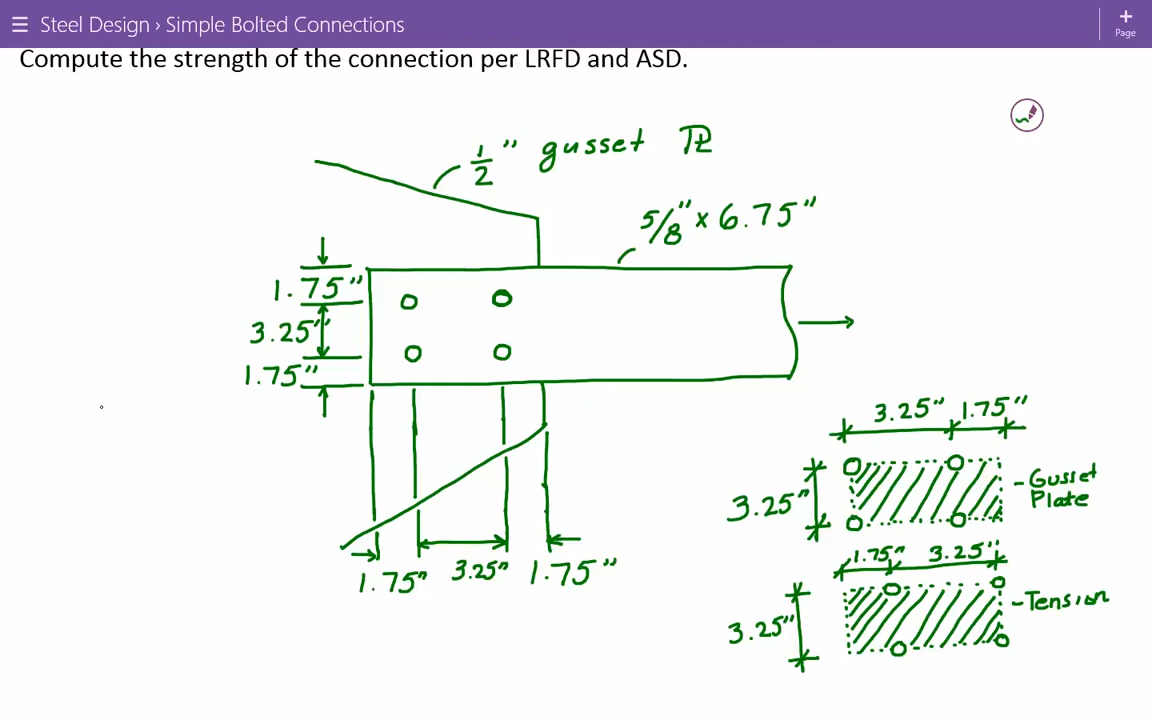 Steel Design › Simple Bolted Connections
Page
Compute the strength of the connection per LRFD and ASD.
1/2" gusset PL
5/8" x 6.75"
1.75"
3.25"
1.75"
1.75" 3.25" 1.75"
3.25" 1.75"
3.25"
- Gusset
Plate
1.75" 3.25"
3.25"
- Tension